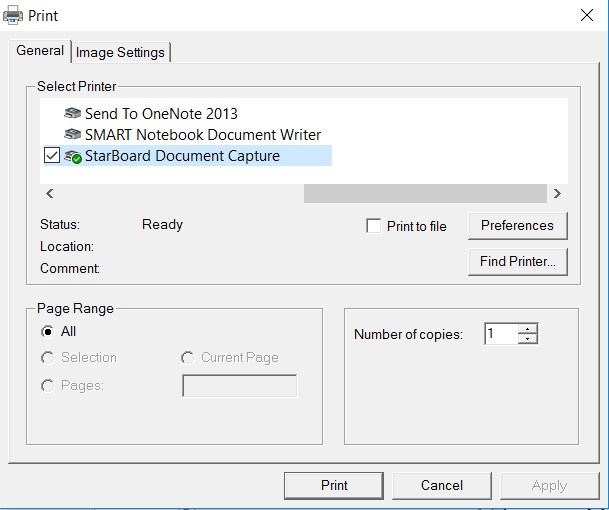 Print
General Image Settings
Select Printer
Send To OneNote 2013
SMART Notebook Document Writer
StarBoard Document Capture
Status: Ready Print to file Preferences
Location:
Comment: Find Printer...
Page Range
All
Selection Current Page
Pages:
Number of copies: 1
Print Cancel Apply